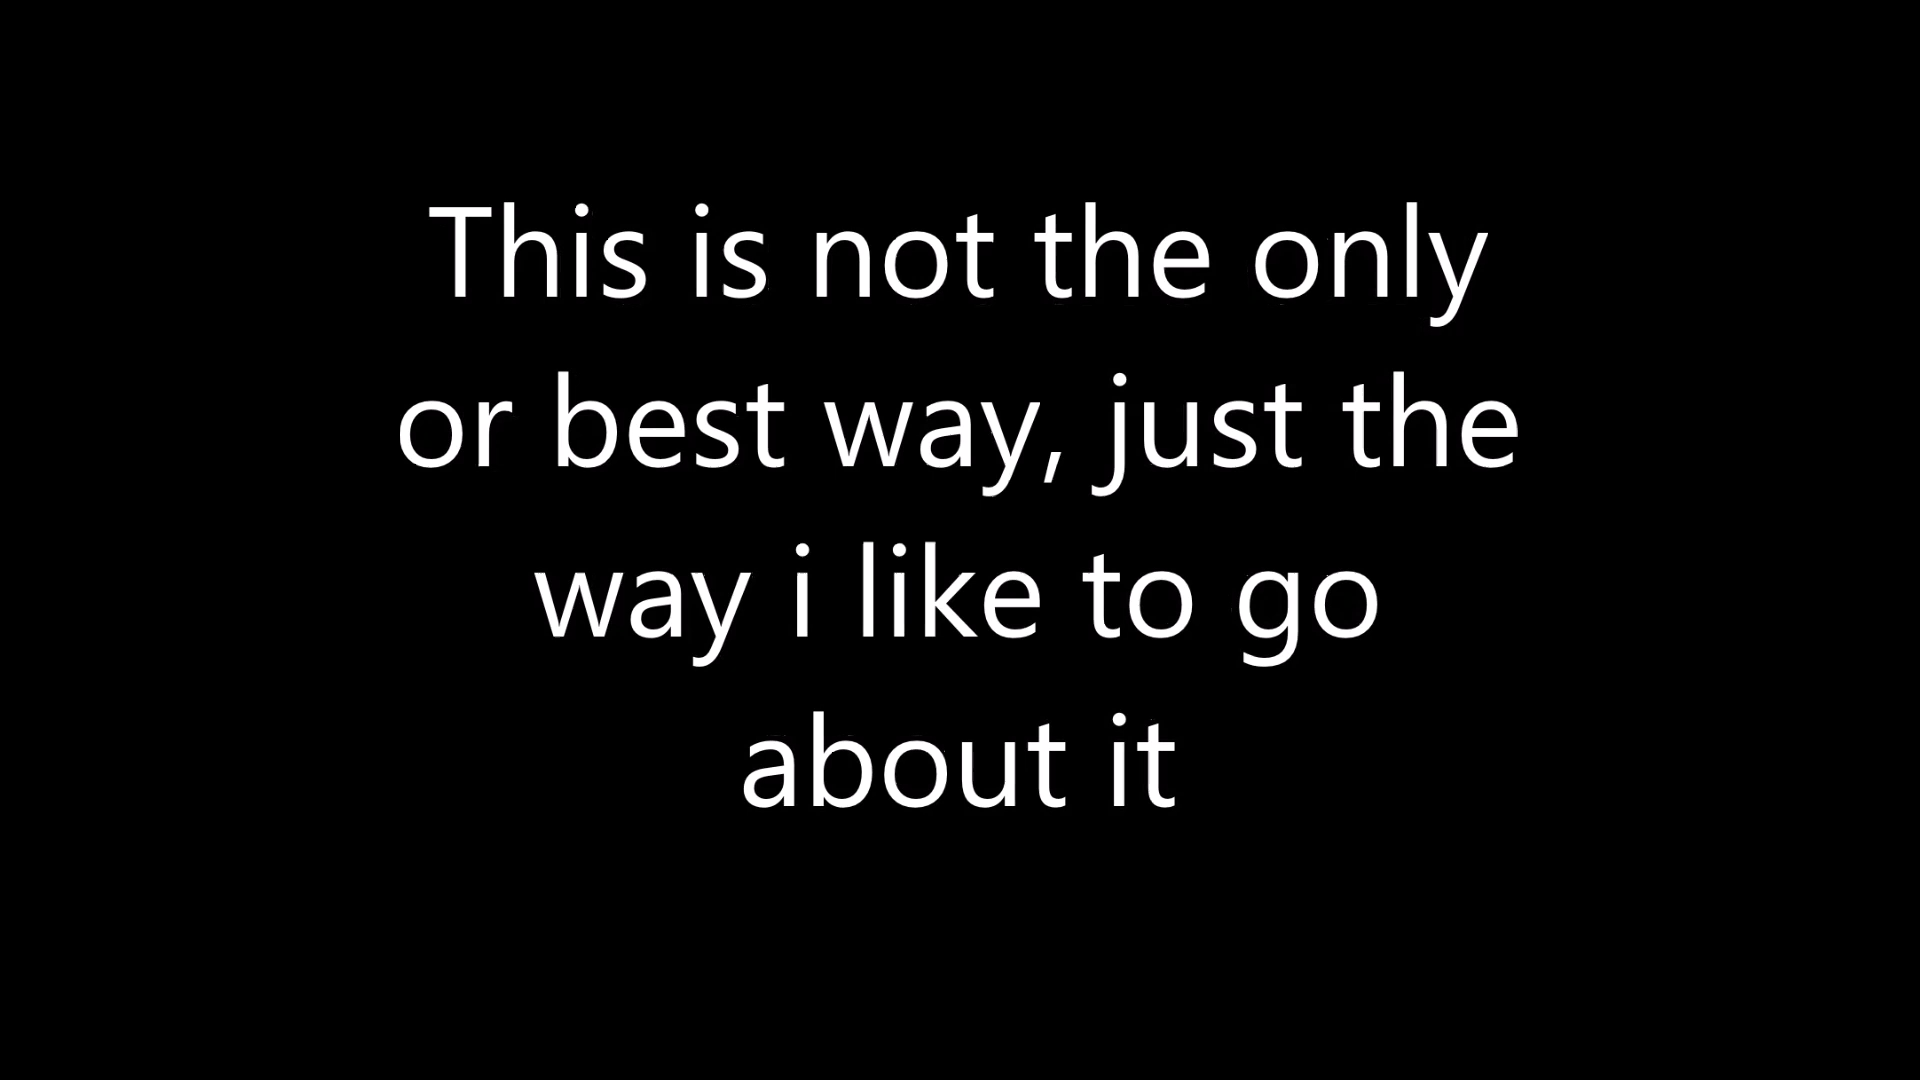 This is not the only
or best way, just the
way i like to go
about it